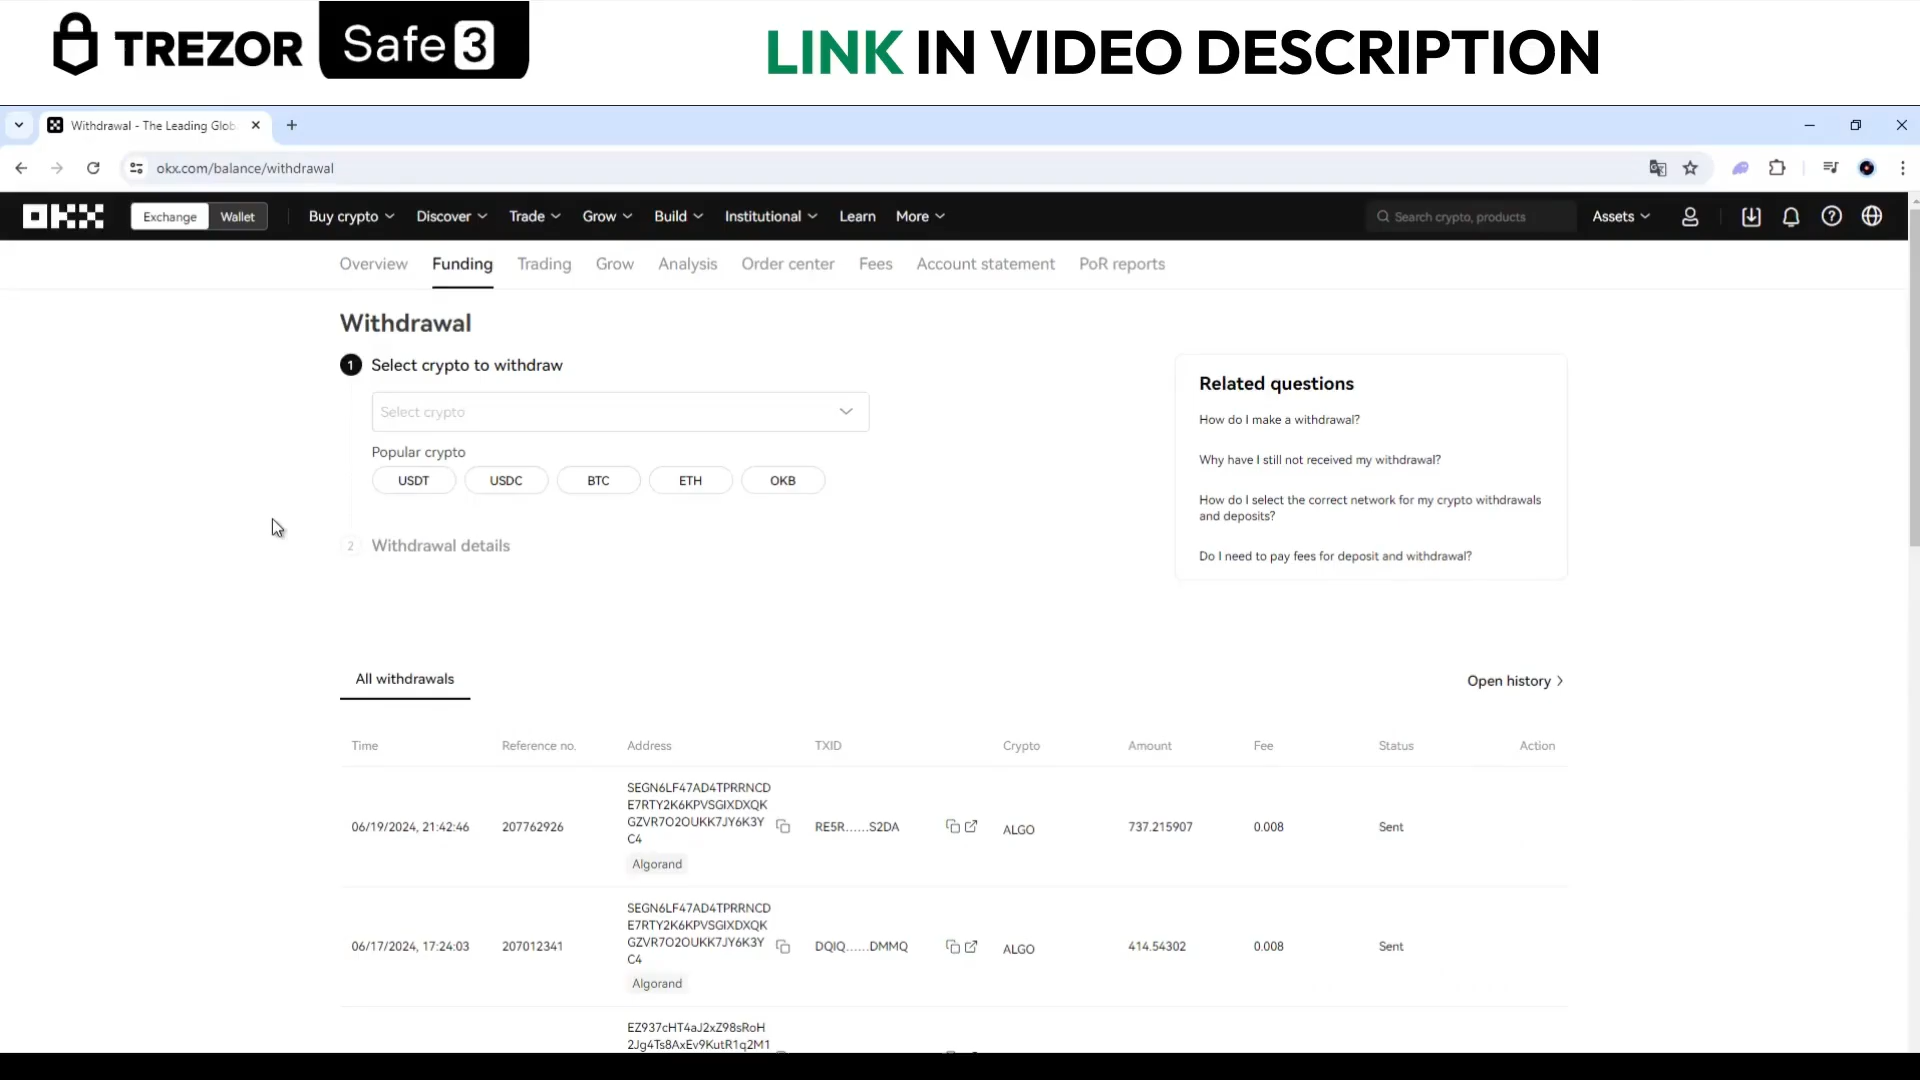 TREZOR Safe 3
LINK IN VIDEO DESCRIPTION
Withdrawal - The Leading Glob
okx.com/balance/withdrawal
OKX Exchange Wallet Buy crypto Discover Trade Grow Build Institutional Learn More Search crypto, products Assets
Overview Funding Trading Grow Analysis Order center Fees Account statement PoR reports
Withdrawal
1 Select crypto to withdraw
Select crypto
Popular crypto
USDT USDC BTC ETH OKB
2 Withdrawal details
Related questions
How do I make a withdrawal?
Why have I still not received my withdrawal?
How do I select the correct network for my crypto withdrawals
and deposits?
Do I need to pay fees for deposit and withdrawal?
All withdrawals
Open history
Time Reference no. Address TXID Crypto Amount Fee Status Action
SEGN6LF47AD4TPRRNCD
E7RTY2K6KPVSGIXDXQK
GZVR7O2OUKK7JY6K3Y
C4
06/19/2024, 21:42:46 207762926 RE5R......S2DA ALGO 737.215907 0.008 Sent
Algorand
SEGN6LF47AD4TPRRNCD
E7RTY2K6KPVSGIXDXQK
GZVR7O2OUKK7JY6K3Y
C4
06/17/2024, 17:24:03 207012341 DQIQ......DMMQ ALGO 414.54302 0.008 Sent
Algorand
EZ937cHT4aJ2xZ98sRoH
2Jg4Ts8AxEv9KutR1q2M1